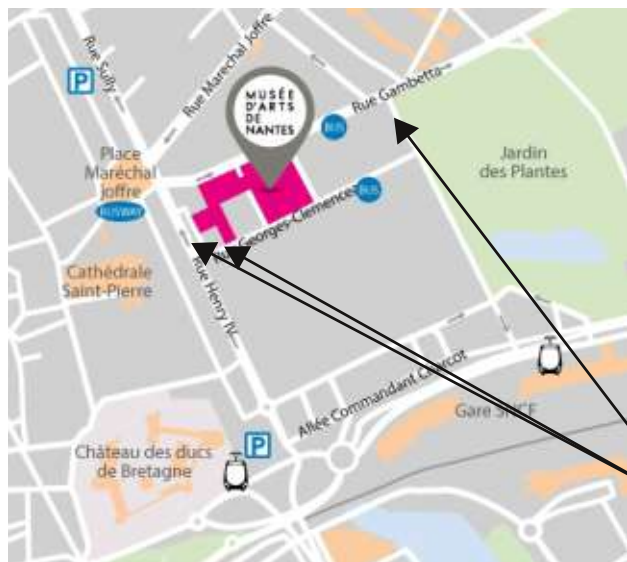 Rue Sully
P
Rue Maréchal Joffre
MUSÉE
D'ARTS
DE
NANTES
BUS
Rue Gambetta
Place
Maréchal
Joffre
BUSWAY
Jardin
des Plantes
BUS
Georges-Clemenceau
Cathédrale
Saint-Pierre
Rue Henry IV
Allée Commandant Charcot
Gare SNCF
Château des ducs
de Bretagne
P